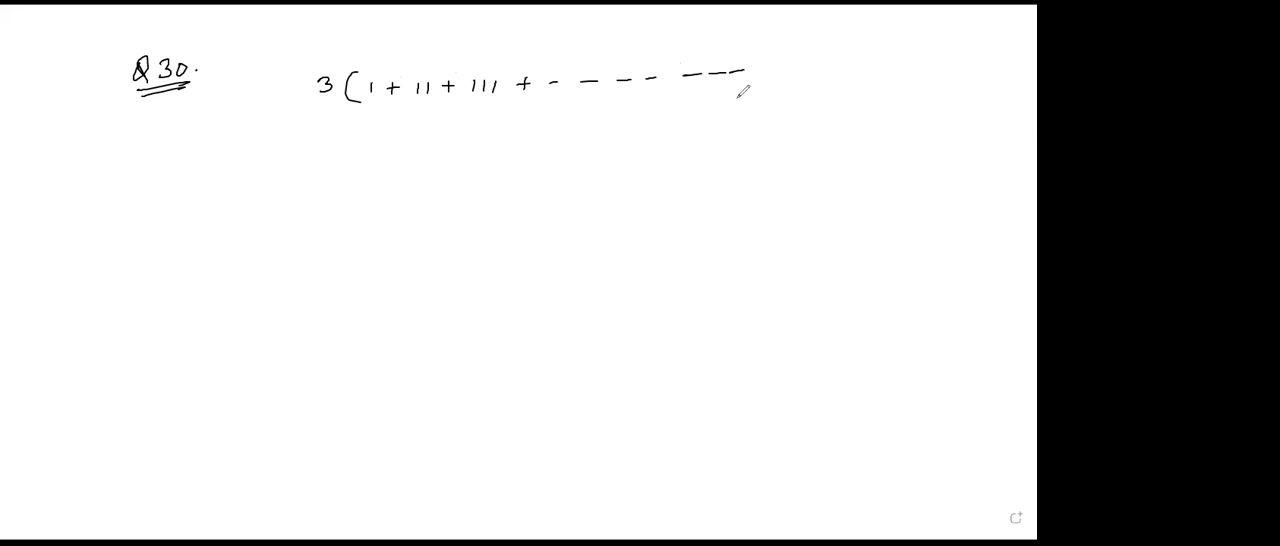 Q30. 3(1 + 11 + 111 + - - - - - - -